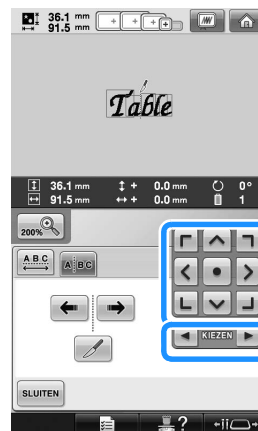 36.1 mm
91.5 mm
Table
36.1 mm + 0.0 mm 0°
91.5 mm + 0.0 mm 1
200%
ABC A BC
KIEZEN
SLUITEN
?